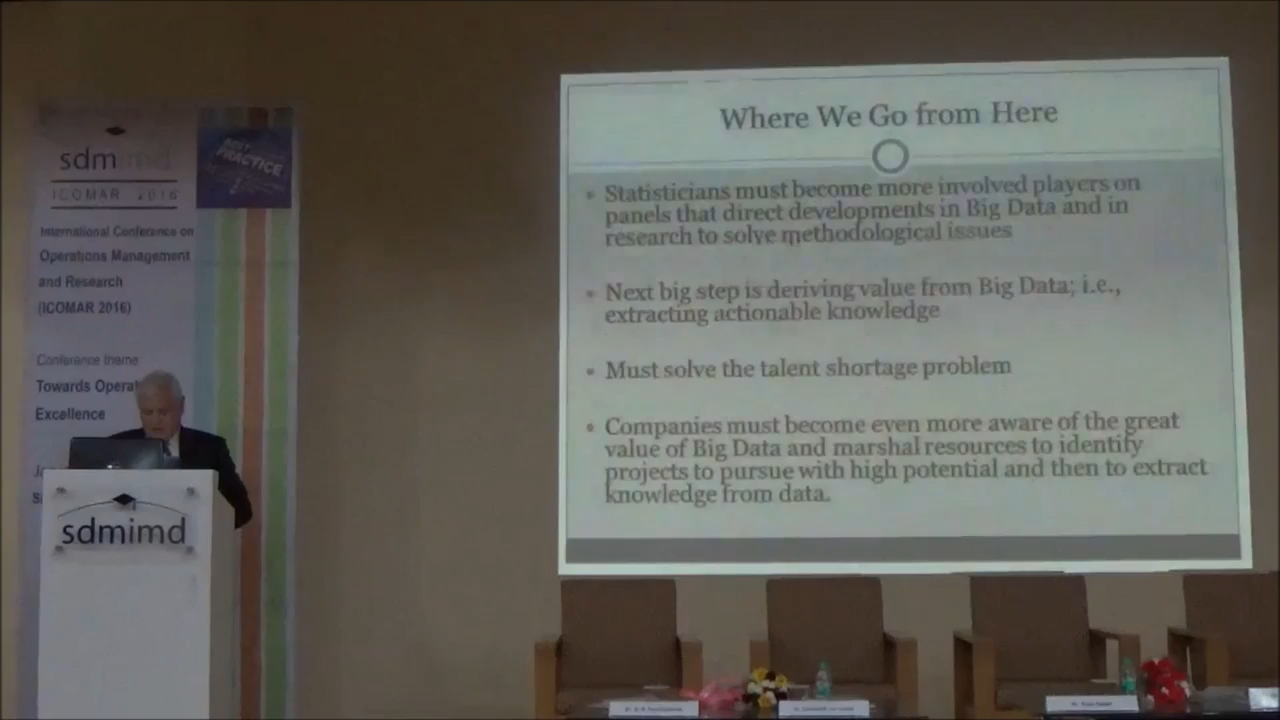 sdmimd
ICOMAR 2016
BEST
PRACTICE
International Conference on
Operations Management
and Research
(ICOMAR 2016)
Conference theme
Towards Operat
Excellence
sdmimd
Where We Go from Here
• Statisticians must become more involved players on
panels that direct developments in Big Data and in
research to solve methodological issues
• Next big step is deriving value from Big Data; i.e.,
extracting actionable knowledge
• Must solve the talent shortage problem
• Companies must become even more aware of the great
value of Big Data and marshal resources to identify
projects to pursue with high potential and then to extract
knowledge from data.